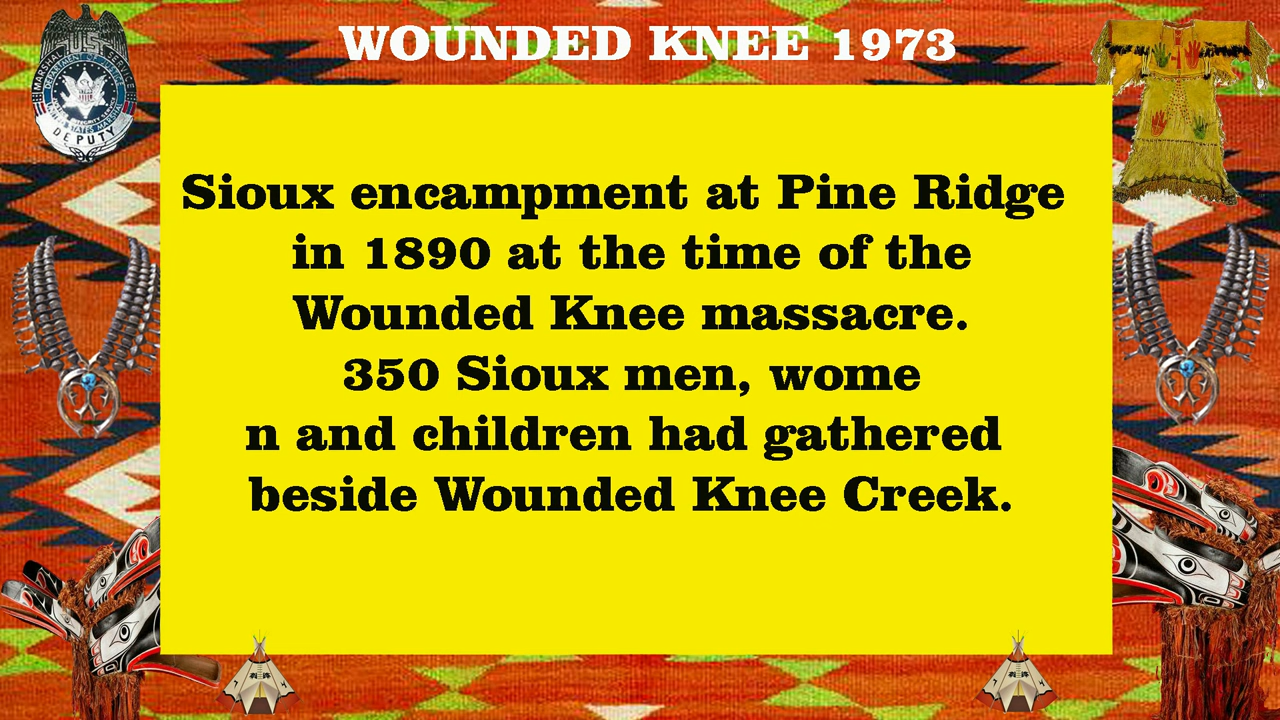 WOUNDED KNEE 1973
Sioux encampment at Pine Ridge
in 1890 at the time of the
Wounded Knee massacre.
350 Sioux men, wome
n and children had gathered
beside Wounded Knee Creek.
DEPUTY